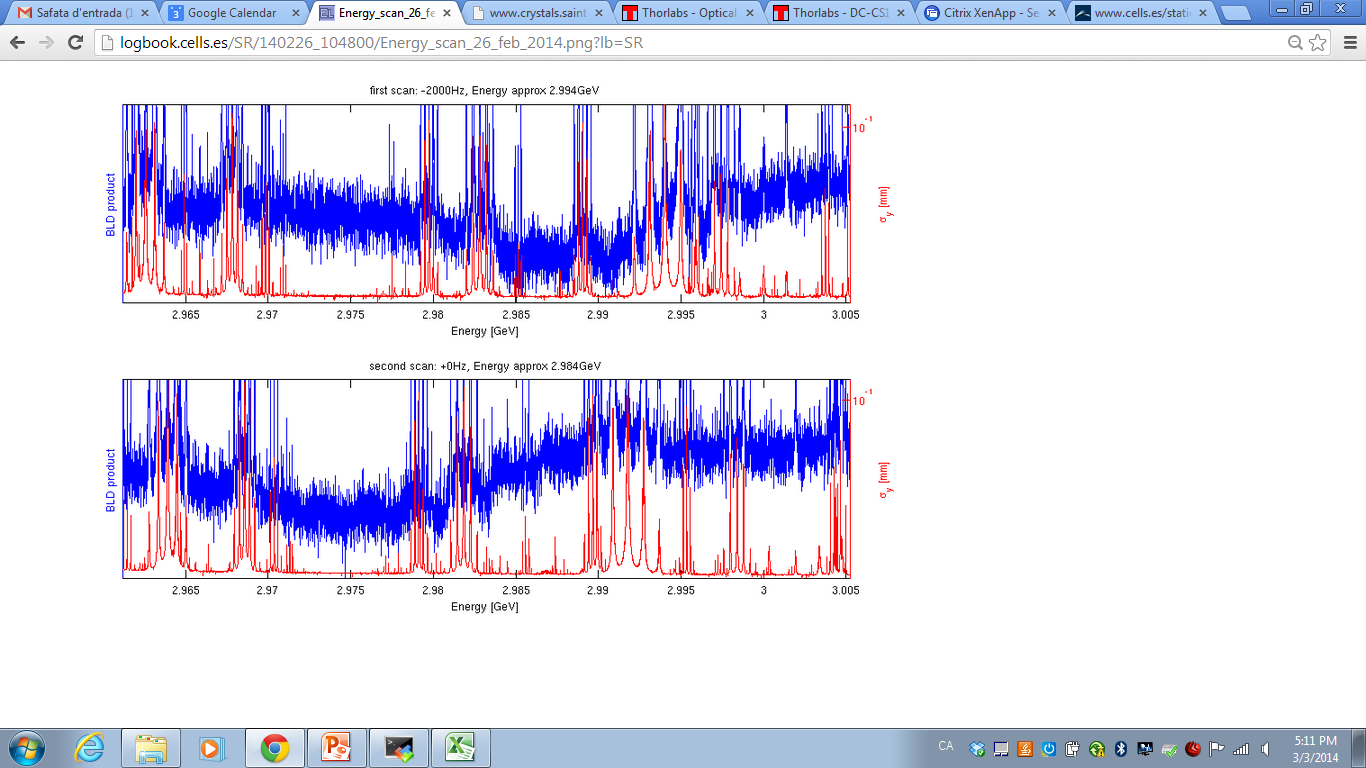 Safata d'entrada (1
Google Calendar
Energy_scan_26_fe
www.crystals.saint
Thorlabs - Optical
Thorlabs - DC-CS1
Citrix XenApp - Se
www.cells.es/stati
logbook.cells.es/SR/140226_104800/Energy_scan_26_feb_2014.png?lb=SR
first scan: -2000Hz, Energy approx 2.994GeV
10⁻¹
BLD product
σy [mm]
2.965 2.97 2.975 2.98 2.985 2.99 2.995 3 3.005
Energy [GeV]
second scan: +0Hz, Energy approx 2.984GeV
10⁻¹
BLD product
σy [mm]
2.965 2.97 2.975 2.98 2.985 2.99 2.995 3 3.005
Energy [GeV]
CA
5:11 PM
3/3/2014